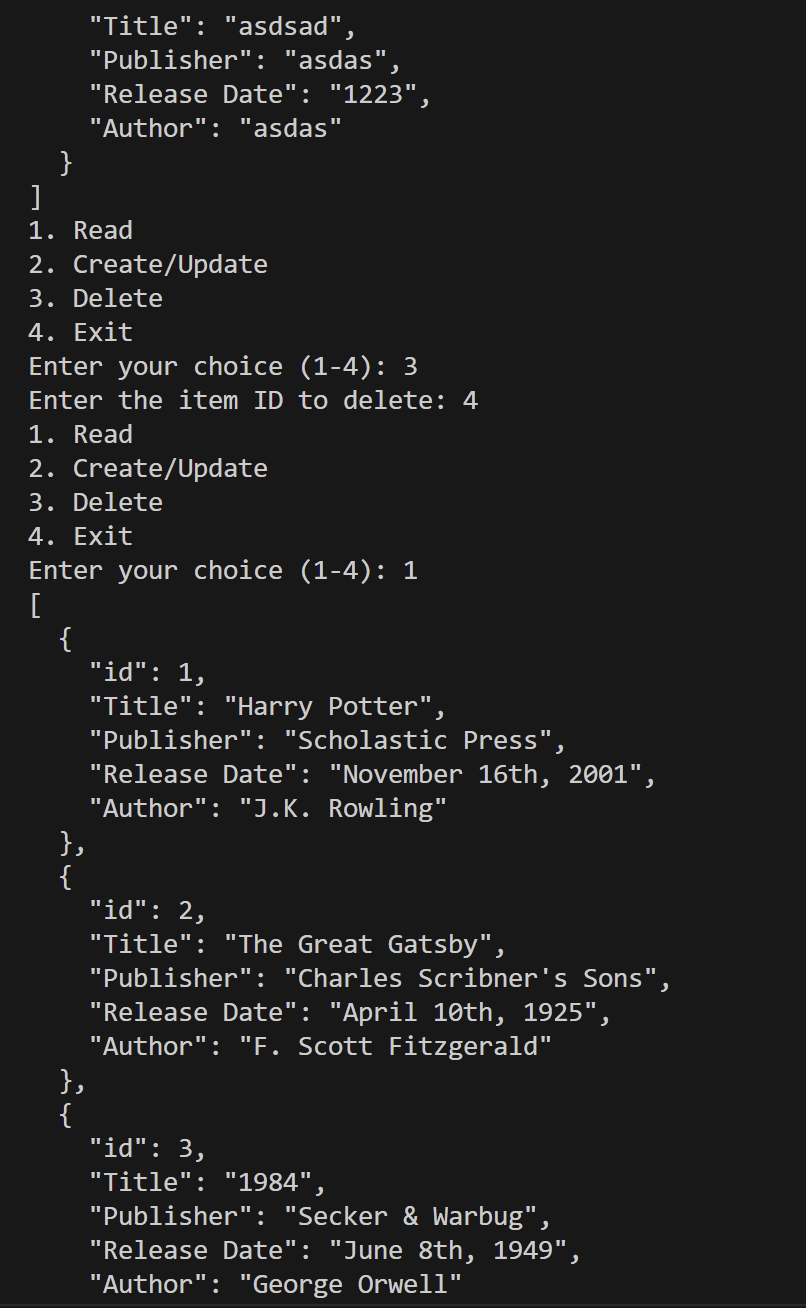 "Title": "asdsad",
"Publisher": "asdas",
"Release Date": "1223",
"Author": "asdas"
}
]
1. Read
2. Create/Update
3. Delete
4. Exit
Enter your choice (1-4): 3
Enter the item ID to delete: 4
1. Read
2. Create/Update
3. Delete
4. Exit
Enter your choice (1-4): 1
[
{
"id": 1,
"Title": "Harry Potter",
"Publisher": "Scholastic Press",
"Release Date": "November 16th, 2001",
"Author": "J.K. Rowling"
},
{
"id": 2,
"Title": "The Great Gatsby",
"Publisher": "Charles Scribner's Sons",
"Release Date": "April 10th, 1925",
"Author": "F. Scott Fitzgerald"
},
{
"id": 3,
"Title": "1984",
"Publisher": "Secker & Warbug",
"Release Date": "June 8th, 1949",
"Author": "George Orwell"